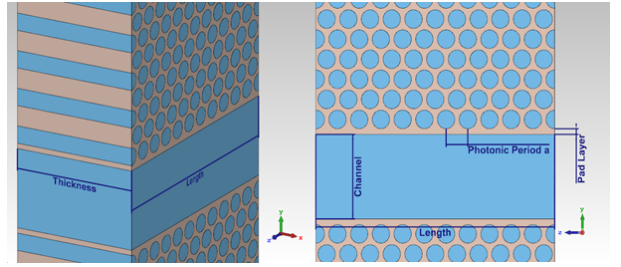 Thickness
Length
y
z
x
Photonic Period a
Channel
Pad Layer
Length
y
z